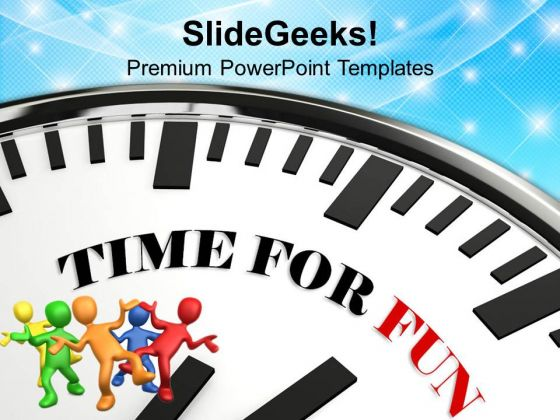 SlideGeeks!
Premium PowerPoint Templates
TIME FOR FUN